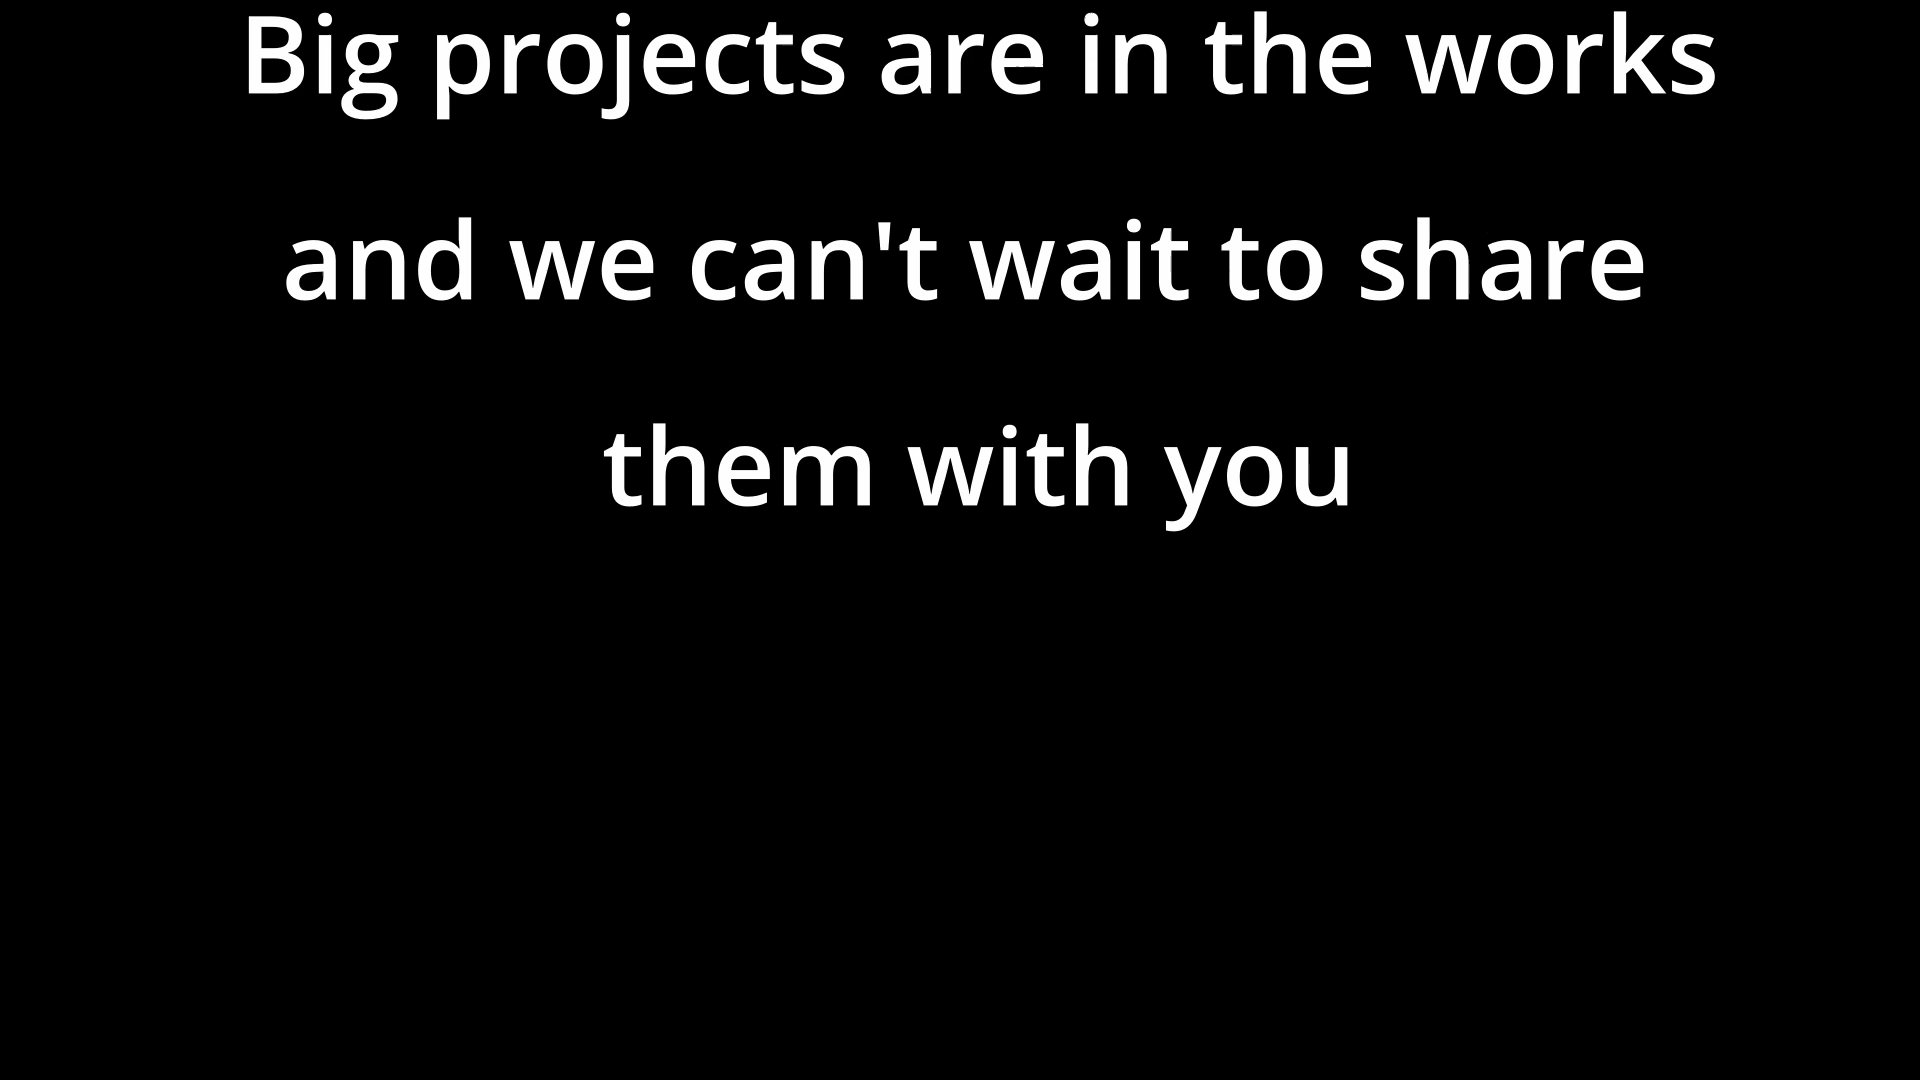 Big projects are in the works
and we can't wait to share
them with you